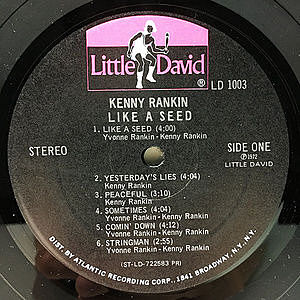 Little David
LD 1003
KENNY RANKIN
LIKE A SEED
1. LIKE A SEED (4:00)
Yvonne Rankin - Kenny Rankin
STEREO
SIDE ONE
℗ 1972
LITTLE DAVID
2. YESTERDAY'S LIES (4:04)
Kenny Rankin
3. PEACEFUL (3:10)
Kenny Rankin
4. SOMETIMES (4:04)
Yvonne Rankin - Kenny Rankin
5. COMIN' DOWN (4:12)
Yvonne Rankin - Kenny Rankin
6. STRINGMAN (2:55)
Yvonne Rankin - Kenny Rankin
(ST-LD-722583 PR)
DIST. BY ATLANTIC RECORDING CORP. 1841 BROADWAY, N.Y. N.Y.